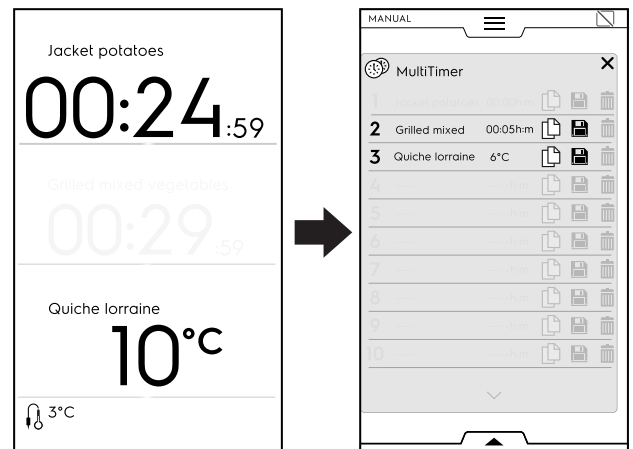 Jacket potatoes
00:24:59
Grilled mixed vegetables
00:29:59
Quiche lorraine
10°C
3°C
MANUAL
MultiTimer
1 Jacket potatoes 00:00h:m
2 Grilled mixed 00:05h:m
3 Quiche lorraine 6°C
4 --:--h:m
5 --:--h:m
6 --:--h:m
7 --:--h:m
8 --:--h:m
9 --:--h:m
10 --:--h:m